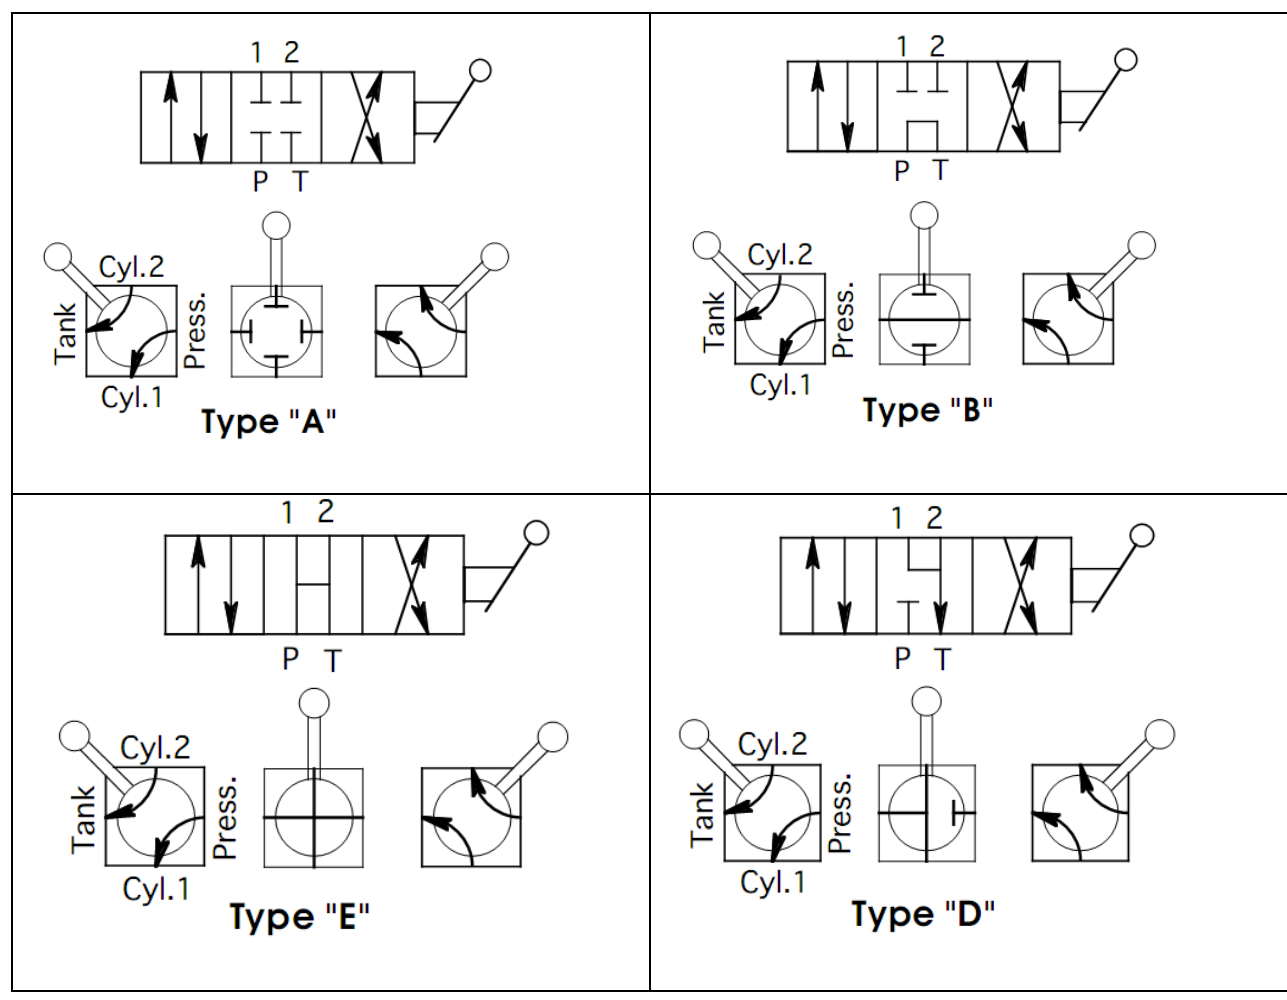 1 2
P T
Cyl.2
Tank
Press.
Cyl.1
Type "A"
1 2
P T
Cyl.2
Tank
Press.
Cyl.1
Type "B"
1 2
P T
Cyl.2
Tank
Press.
Cyl.1
Type "E"
1 2
P T
Cyl.2
Tank
Press.
Cyl.1
Type "D"